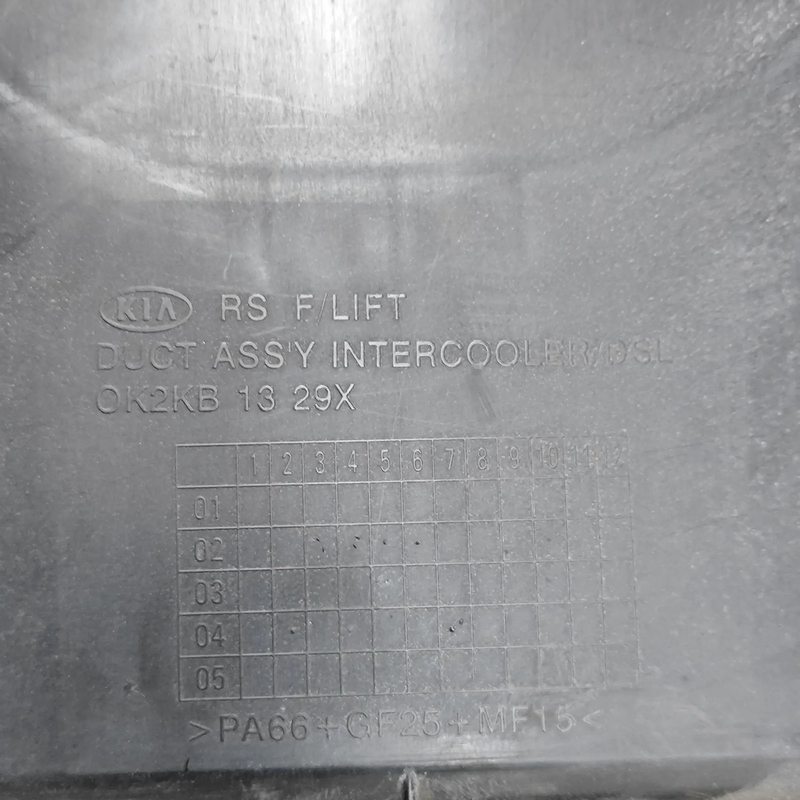 KIA RS F/LIFT
DUCT ASS'Y INTERCOOLER/DSL
OK2KB 13 29X
1 2 3 4 5 6 7 8 9 10 11 12
01
02
03
04
05
>PA66+GF25+MF15<